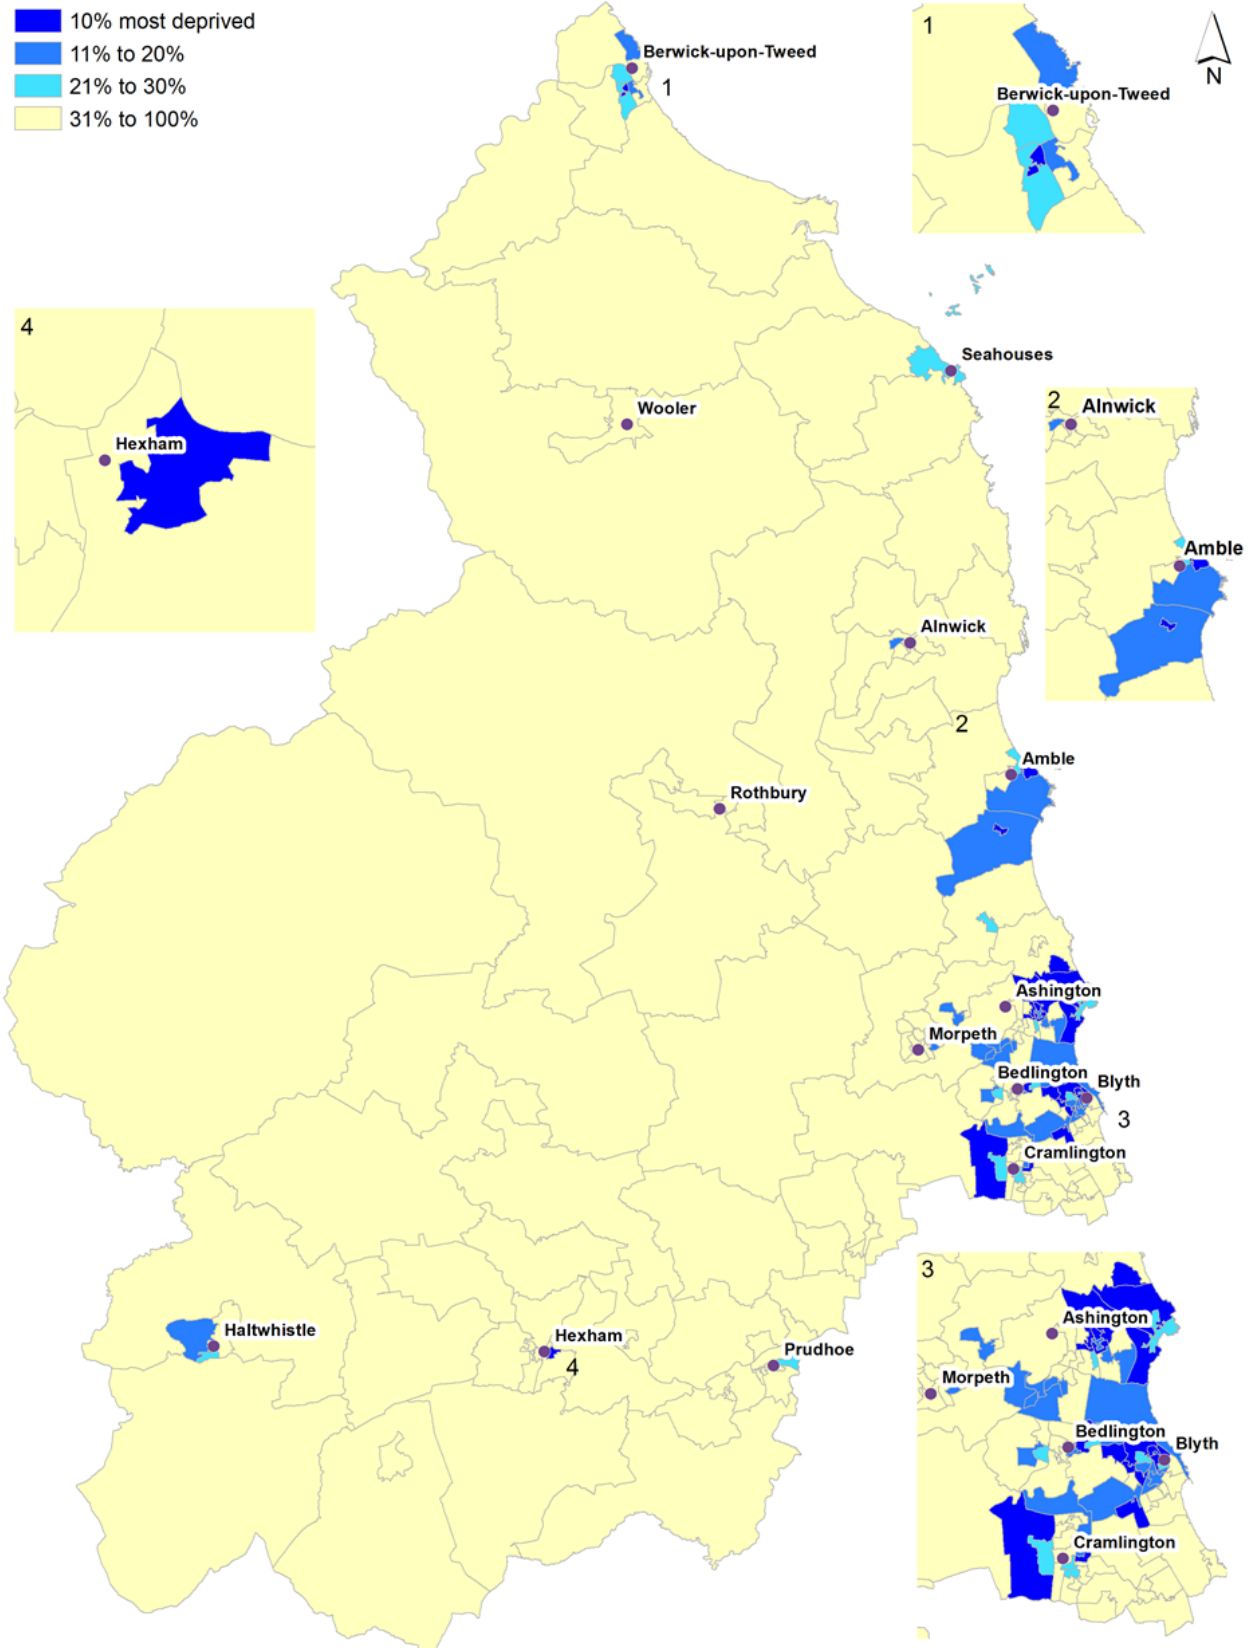 10% most deprived
11% to 20%
21% to 30%
31% to 100%
Berwick-upon-Tweed
1
1
Berwick-upon-Tweed
N
4
Hexham
Seahouses
Wooler
2
Alnwick
Amble
Alnwick
2
Amble
Rothbury
Ashington
Morpeth
Bedlington
Blyth
3
Cramlington
3
Ashington
Morpeth
Bedlington
Blyth
Cramlington
Haltwhistle
Hexham
4
Prudhoe